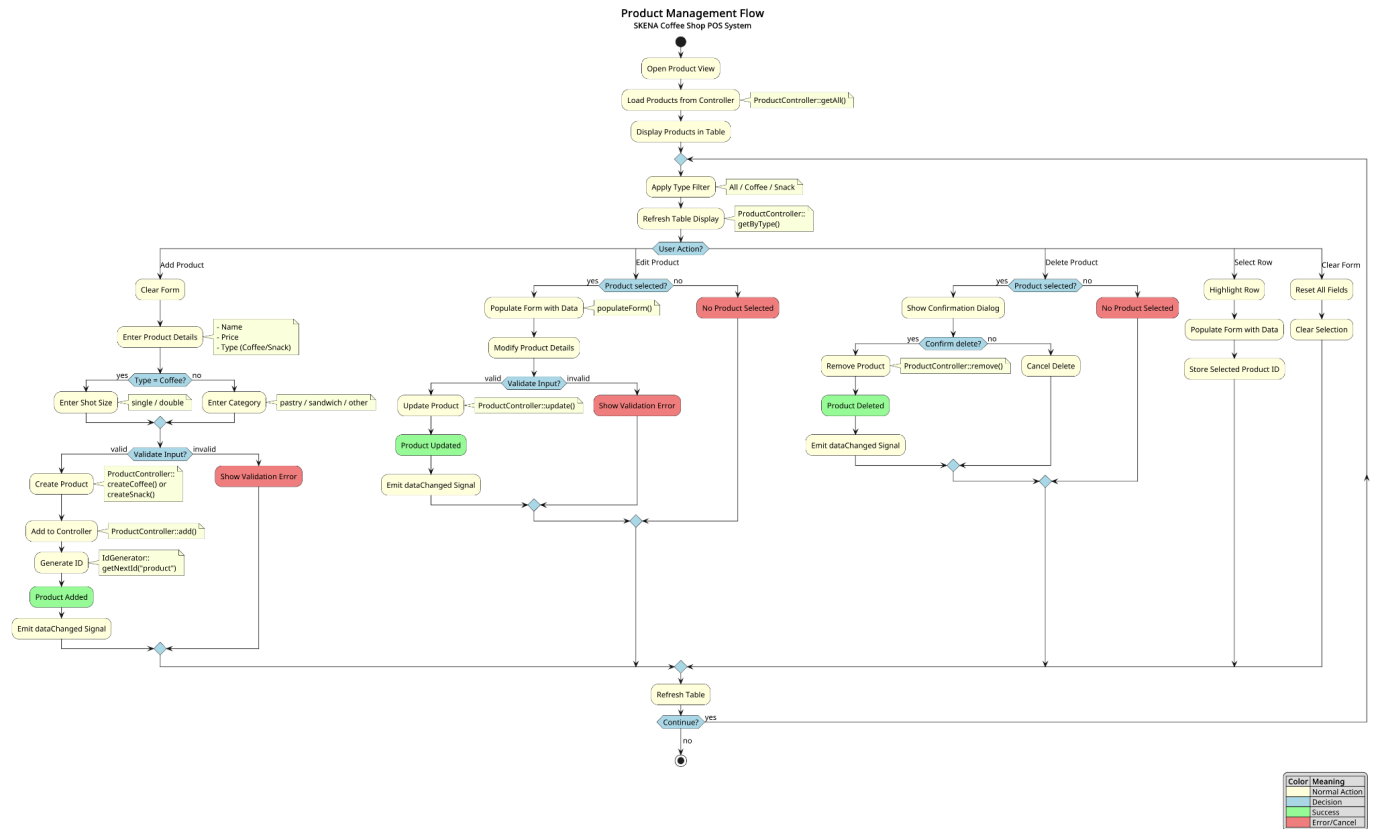 Product Management Flow
SKENA Coffee Shop POS System
Open Product View
Load Products from Controller
ProductController::getAll()
Display Products in Table
Apply Type Filter
All / Coffee / Snack
Refresh Table Display
ProductController::
getByType()
User Action?
Add Product
Clear Form
Enter Product Details
- Name
- Price
- Type (Coffee/Snack)
yes
Type = Coffee?
no
Enter Shot Size
single / double
Enter Category
pastry / sandwich / other
valid
Validate Input?
invalid
Create Product
ProductController::
createCoffee() or
createSnack()
Show Validation Error
Add to Controller
ProductController::add()
Generate ID
IdGenerator::
getNextId("product")
Product Added
Emit dataChanged Signal
Edit Product
yes
Product selected?
no
Populate Form with Data
populateForm()
No Product Selected
Modify Product Details
valid
Validate Input?
invalid
Update Product
ProductController::update()
Show Validation Error
Product Updated
Emit dataChanged Signal
Delete Product
yes
Product selected?
no
Show Confirmation Dialog
No Product Selected
yes
Confirm delete?
no
Remove Product
ProductController::remove()
Cancel Delete
Product Deleted
Emit dataChanged Signal
Select Row
Highlight Row
Populate Form with Data
Store Selected Product ID
Clear Form
Reset All Fields
Clear Selection
Refresh Table
Continue?
yes
no
Color Meaning
Normal Action
Decision
Success
Error/Cancel